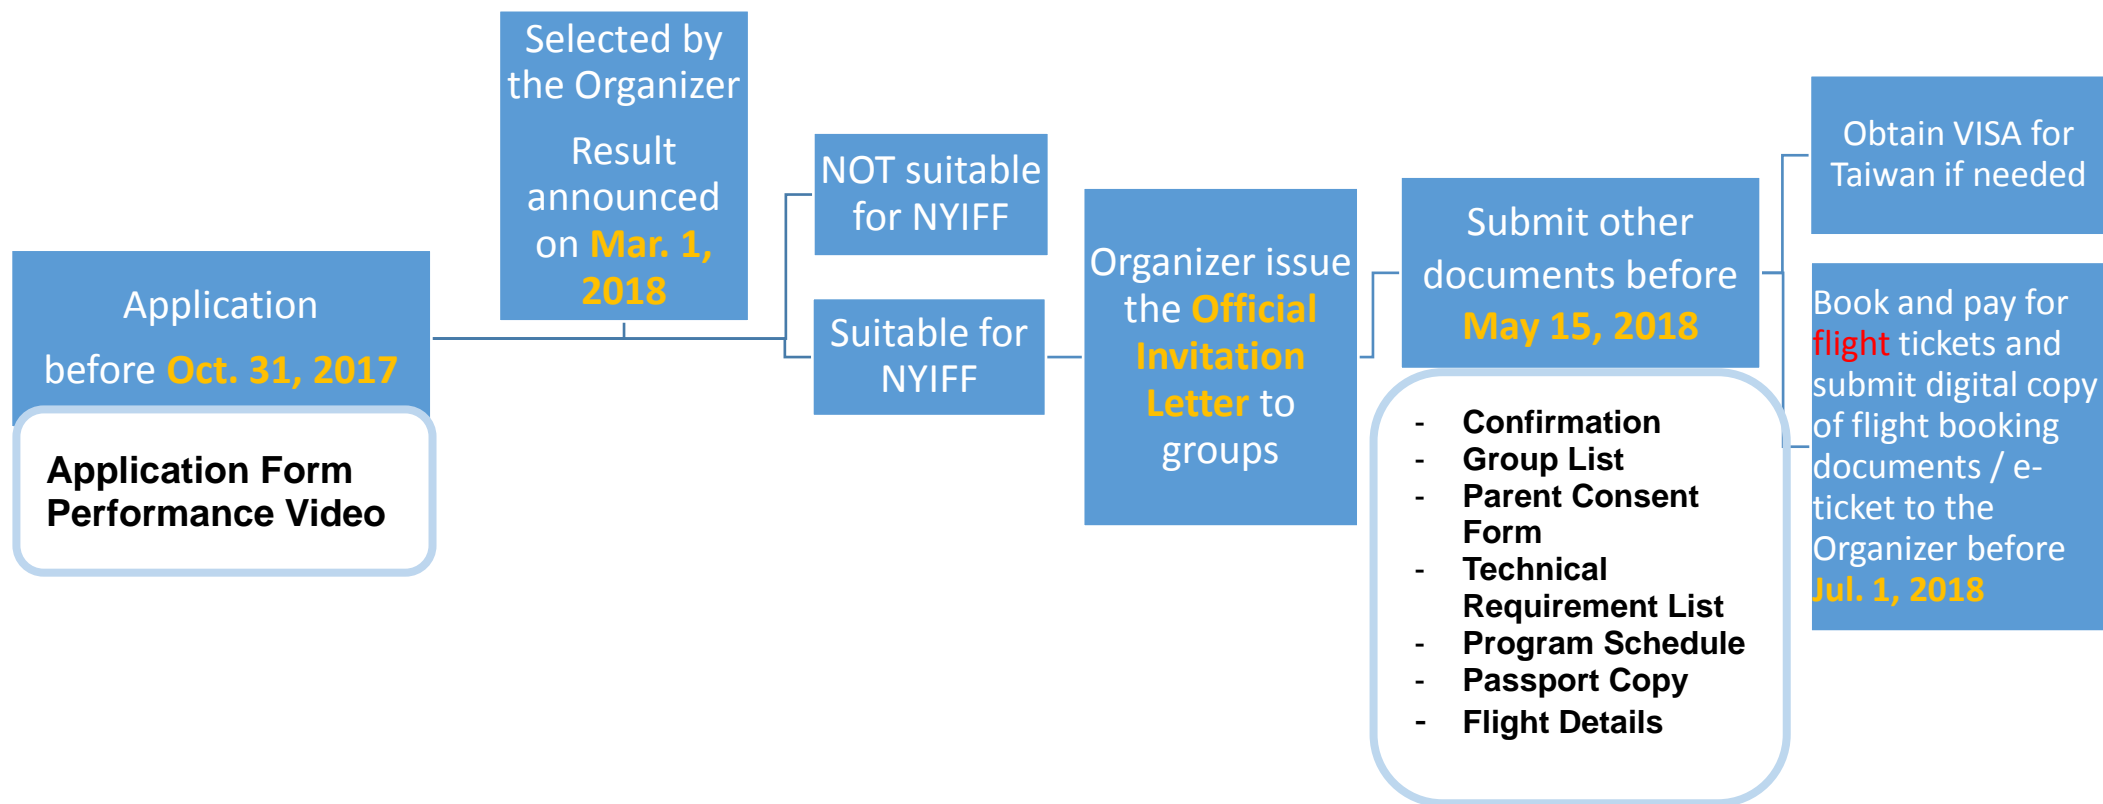 Application
before Oct. 31, 2017
Application Form
Performance Video
Selected by
the Organizer
Result
announced
on Mar. 1,
2018
NOT suitable
for NYIFF
Suitable for
NYIFF
Organizer issue
the Official
Invitation
Letter to
groups
Submit other
documents before
May 15, 2018
- Confirmation
- Group List
- Parent Consent
Form
- Technical
Requirement List
- Program Schedule
- Passport Copy
- Flight Details
Obtain VISA for
Taiwan if needed
Book and pay for
flight tickets and
submit digital copy
of flight booking
documents / e-
ticket to the
Organizer before
Jul. 1, 2018